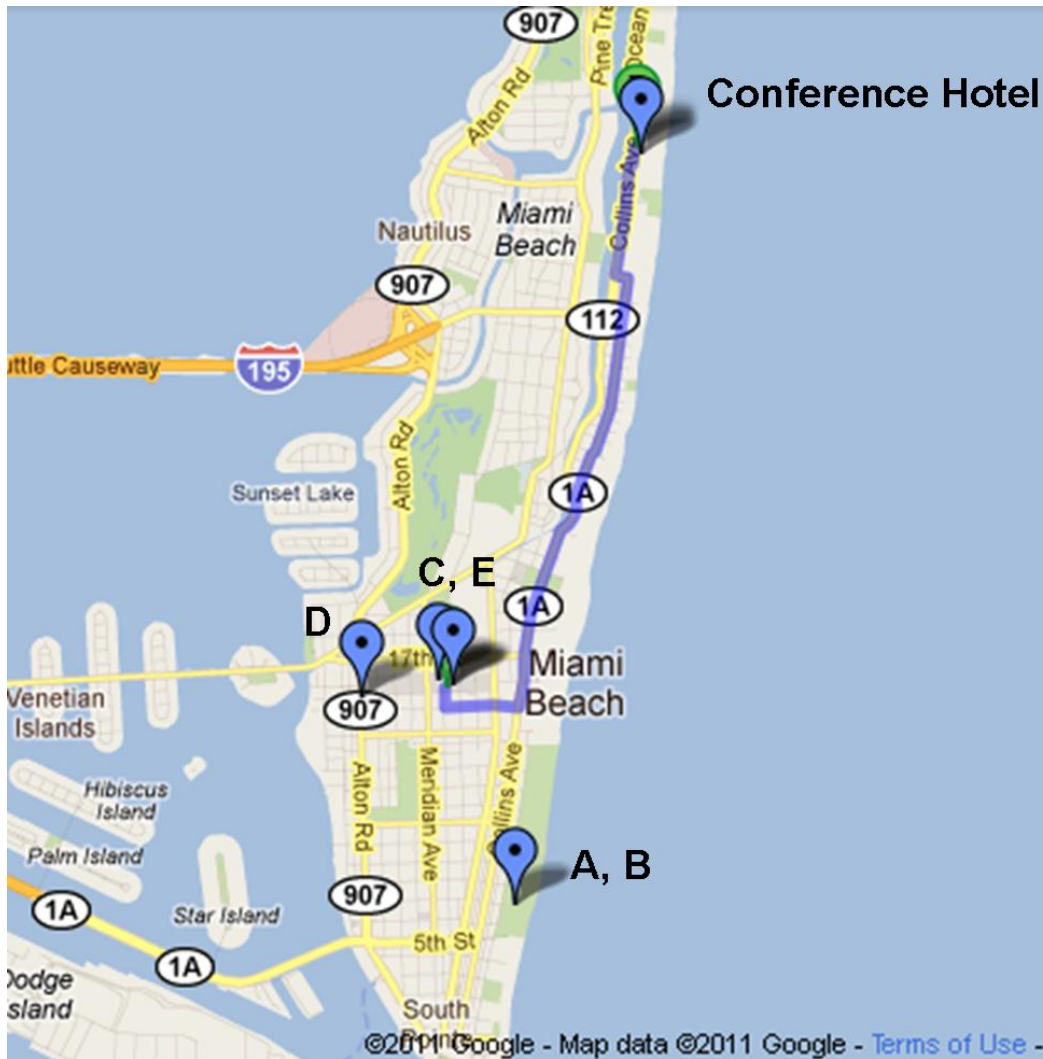 907
Pine Tre
Ocean
Conference Hotel
Alton Rd
Collins Ave
Miami
Beach
Nautilus
907
112
uttle Causeway
195
Alton Rd
Sunset Lake
1A
C, E
1A
D
17th
Miami
Beach
907
Venetian
Islands
Collins Ave
Meridian Ave
Alton Rd
Hibiscus
Island
Palm Island
A, B
907
1A
Star Island
5th St
1A
Dodge
sland
South
Pointe
©2011 Google - Map data ©2011 Google - Terms of Use -